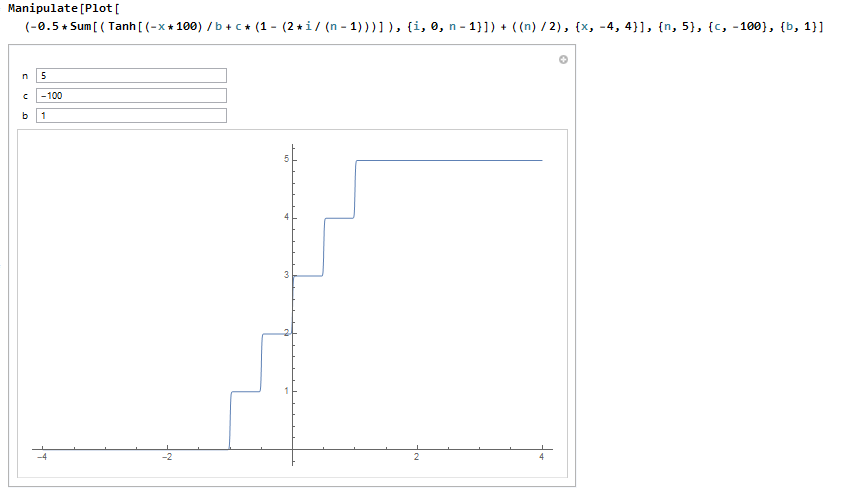 Manipulate[Plot[
(-0.5*Sum[(Tanh[(-x*100)/b+c*(1-(2*i/(n-1)))]), {i, 0, n-1}])+((n)/2), {x, -4, 4}], {n, 5}, {c, -100}, {b, 1}]
n 5
c -100
b 1
5
4
3
2
1
-4 -2 2 4